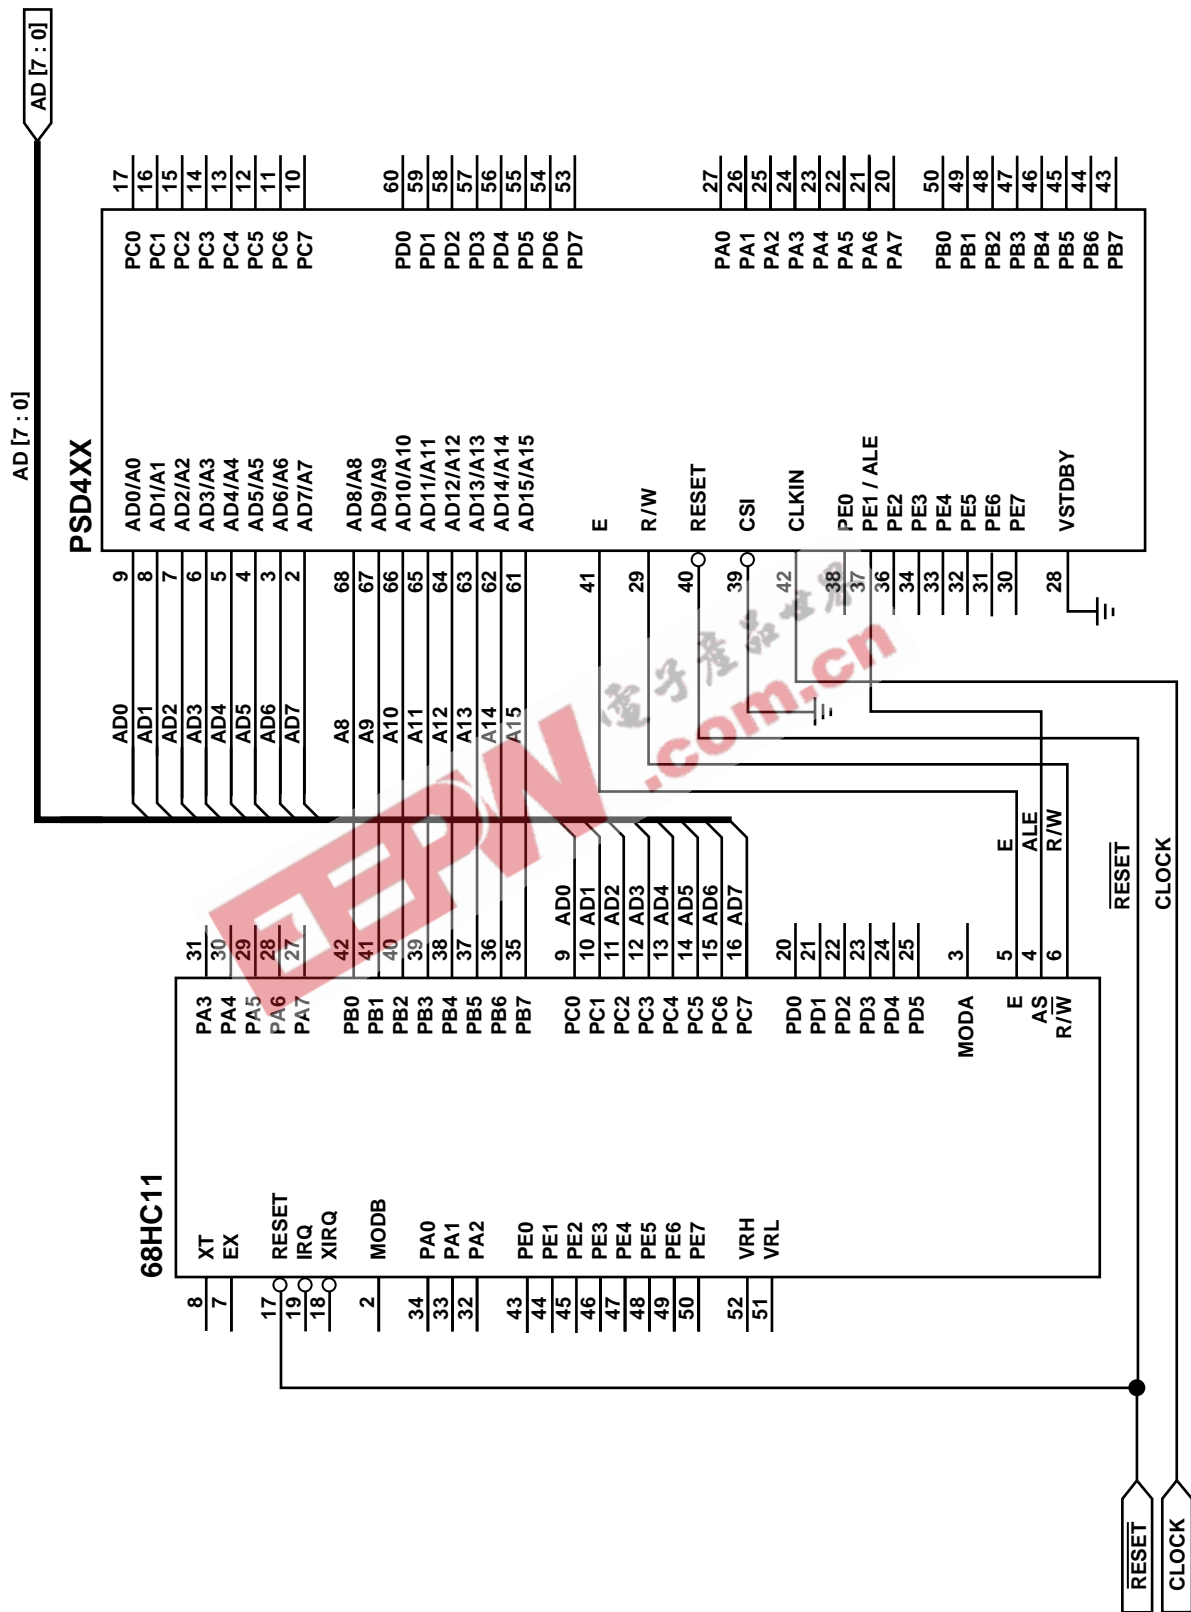 AD [7 : 0]
AD [7 : 0]
PSD4XX
9 AD0/A0
8 AD1/A1
7 AD2/A2
6 AD3/A3
5 AD4/A4
4 AD5/A5
3 AD6/A6
2 AD7/A7
68 AD8/A8
67 AD9/A9
66 AD10/A10
65 AD11/A11
64 AD12/A12
63 AD13/A13
62 AD14/A14
61 AD15/A15
41 E
29 R/W
40 RESET
39 CSI
42 CLKIN
38 PE0
37 PE1 / ALE
36 PE2
34 PE3
33 PE4
32 PE5
31 PE6
30 PE7
28 VSTDBY
PC0 17
PC1 16
PC2 15
PC3 14
PC4 13
PC5 12
PC6 11
PC7 10
PD0 60
PD1 59
PD2 58
PD3 57
PD4 56
PD5 55
PD6 54
PD7 53
PA0 27
PA1 26
PA2 25
PA3 24
PA4 23
PA5 22
PA6 21
PA7 20
PB0 50
PB1 49
PB2 48
PB3 47
PB4 46
PB5 45
PB6 44
PB7 43
AD0
AD1
AD2
AD3
AD4
AD5
AD6
AD7
A8
A9
A10
A11
A12
A13
A14
A15
68HC11
8 XT
7 EX
17 RESET
19 IRQ
18 XIRQ
2 MODB
34 PA0
33 PA1
32 PA2
43 PE0
44 PE1
45 PE2
46 PE3
47 PE4
48 PE5
49 PE6
50 PE7
52 VRH
51 VRL
PA3 31
PA4 30
PA5 29
PA6 28
PA7 27
PB0 42
PB1 41
PB2 40
PB3 39
PB4 38
PB5 37
PB6 36
PB7 35
PC0 9 AD0
PC1 10 AD1
PC2 11 AD2
PC3 12 AD3
PC4 13 AD4
PC5 14 AD5
PC6 15 AD6
PC7 16 AD7
PD0 20
PD1 21
PD2 22
PD3 23
PD4 24
PD5 25
MODA 3
E 5 E
AS 4 ALE
R/W 6 R/W
RESET
CLOCK
RESET
CLOCK
EEPW
.com.cn
電子產品世界